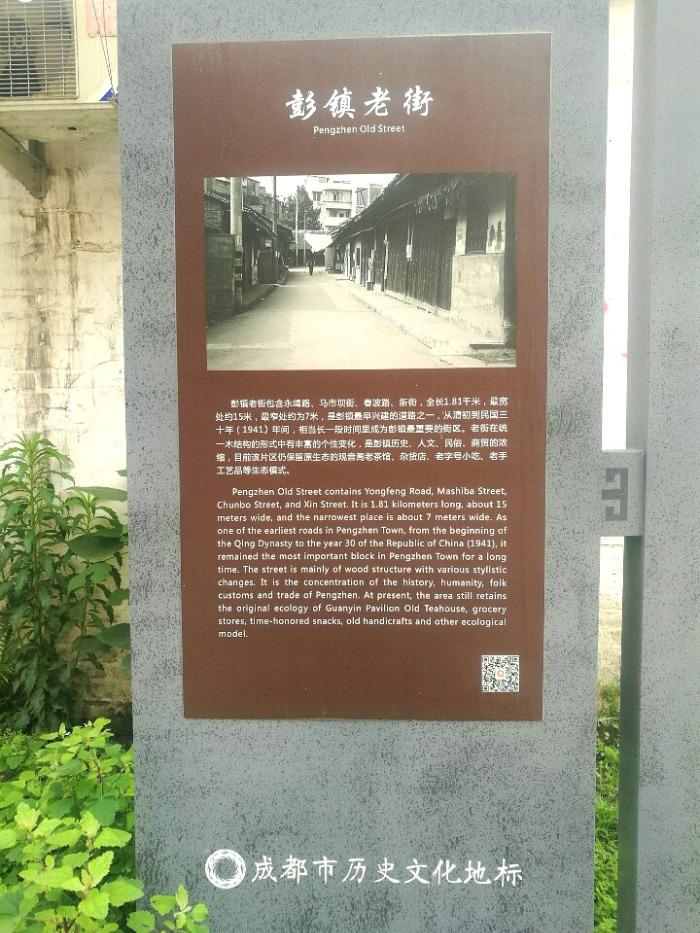 彭镇老街
Pengzhen Old Street
彭镇老街包含永峰路、马市坝街、春波路、新街，全长1.81千米，最宽
处约15米，最窄处约为7米，是彭镇最早兴建的道路之一，从清初到民国三
十年（1941）年间，相当长一段时间里成为彭镇最重要的街区。老街在统
一木结构的形式中有丰富的个性变化，是彭镇历史、人文、民俗、商贸的浓
缩，目前该片区仍保留原生态的观音阁老茶馆、杂货店、老字号小吃、老手
工艺品等生态模式。
Pengzhen Old Street contains Yongfeng Road, Mashiba Street,
Chunbo Street, and Xin Street. It is 1.81 kilometers long, about 15
meters wide, and the narrowest place is about 7 meters wide. As
one of the earliest roads in Pengzhen Town, from the beginning of
the Qing Dynasty to the year 30 of the Republic of China (1941), it
remained the most important block in Pengzhen Town for a long
time. The street is mainly of wood structure with various stylistic
changes. It is the concentration of the history, humanity, folk
customs and trade of Pengzhen. At present, the area still retains
the original ecology of Guanyin Pavilion Old Teahouse, grocery
stores, time-honored snacks, old handicrafts and other ecological
model.
成都市历史文化地标